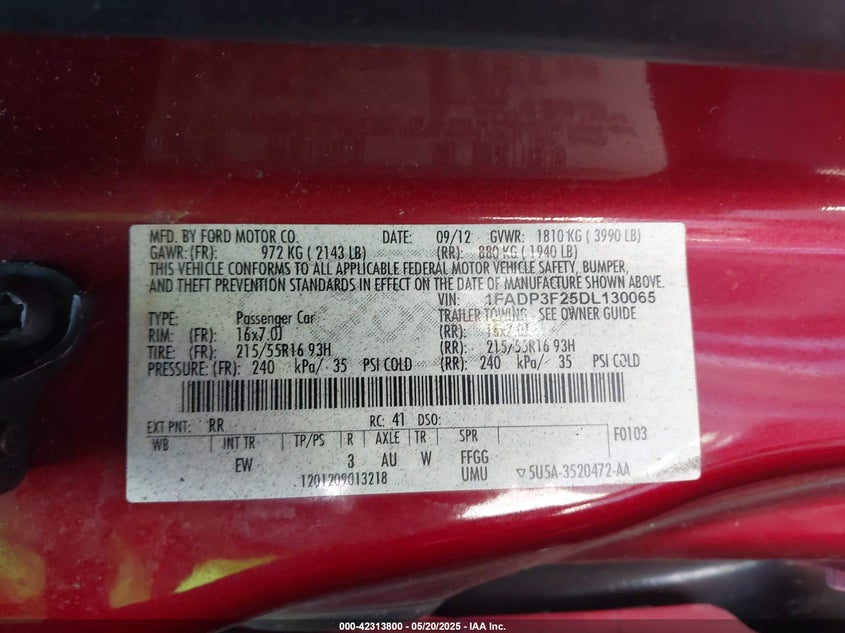 MFD. BY FORD MOTOR CO. DATE: 09/12 GVWR: 1810 KG ( 3990 LB)
GAWR: (FR): 972 KG ( 2143 LB) (RR): 880 KG ( 1940 LB)
THIS VEHICLE CONFORMS TO ALL APPLICABLE FEDERAL MOTOR VEHICLE SAFETY, BUMPER,
AND THEFT PREVENTION STANDARDS IN EFFECT ON THE DATE OF MANUFACTURE SHOWN ABOVE.
VIN: 1FADP3F25DL130065
TYPE: Passenger Car TRAILER TOWING - SEE OWNER GUIDE
RIM: (FR) 16x7.0J (RR): 16x7.0J
TIRE: (FR) 215/55R16 93H (RR): 215/55R16 93H
PRESSURE: (FR) 240 kPa/ 35 PSI COLD (RR): 240 kPa/ 35 PSI COLD
EXT PNT: RR RC: 41 DSO: F0103
WB INT TR TP/PS R AXLE TR SPR
EW 3 AU W FFGG
1201209013218 UMU ▽5U5A-3520472-AA
000-42313800 - 05/20/2025 - IAA Inc.